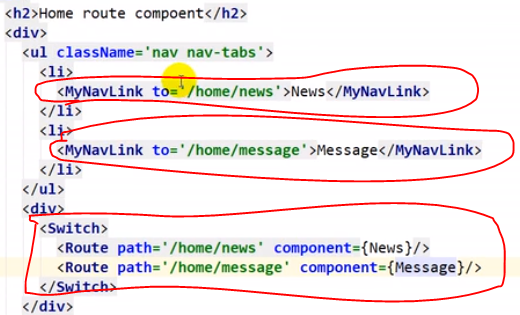 <h2>Home route compoent</h2>
<div>
<ul className='nav nav-tabs'>
<li>
<MyNavLink to='/home/news'>News</MyNavLink>
</li>
<li>
<MyNavLink to='/home/message'>Message</MyNavLink>
</li>
</ul>
<div>
<Switch>
<Route path='/home/news' component={News}/>
<Route path='/home/message' component={Message}/>
</Switch>
</div>